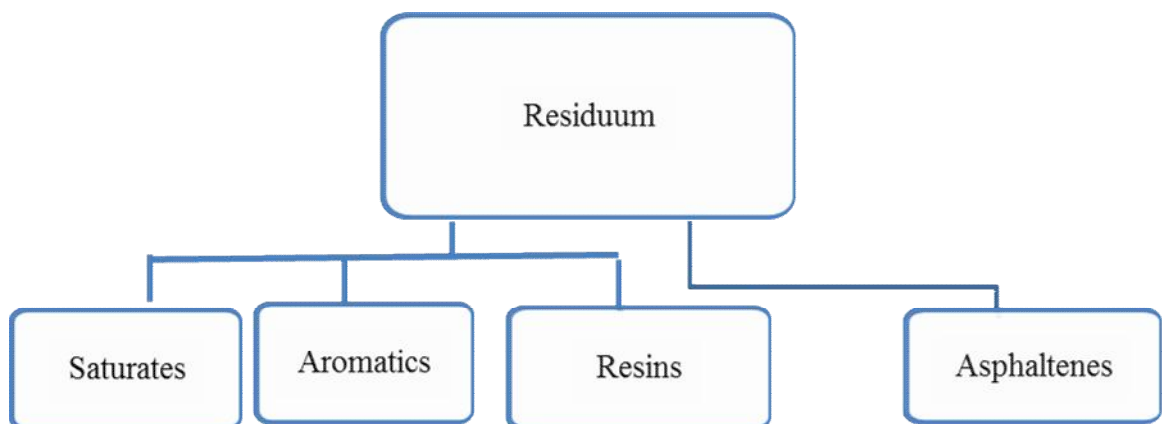 Residuum
Saturates
Aromatics
Resins
Asphaltenes